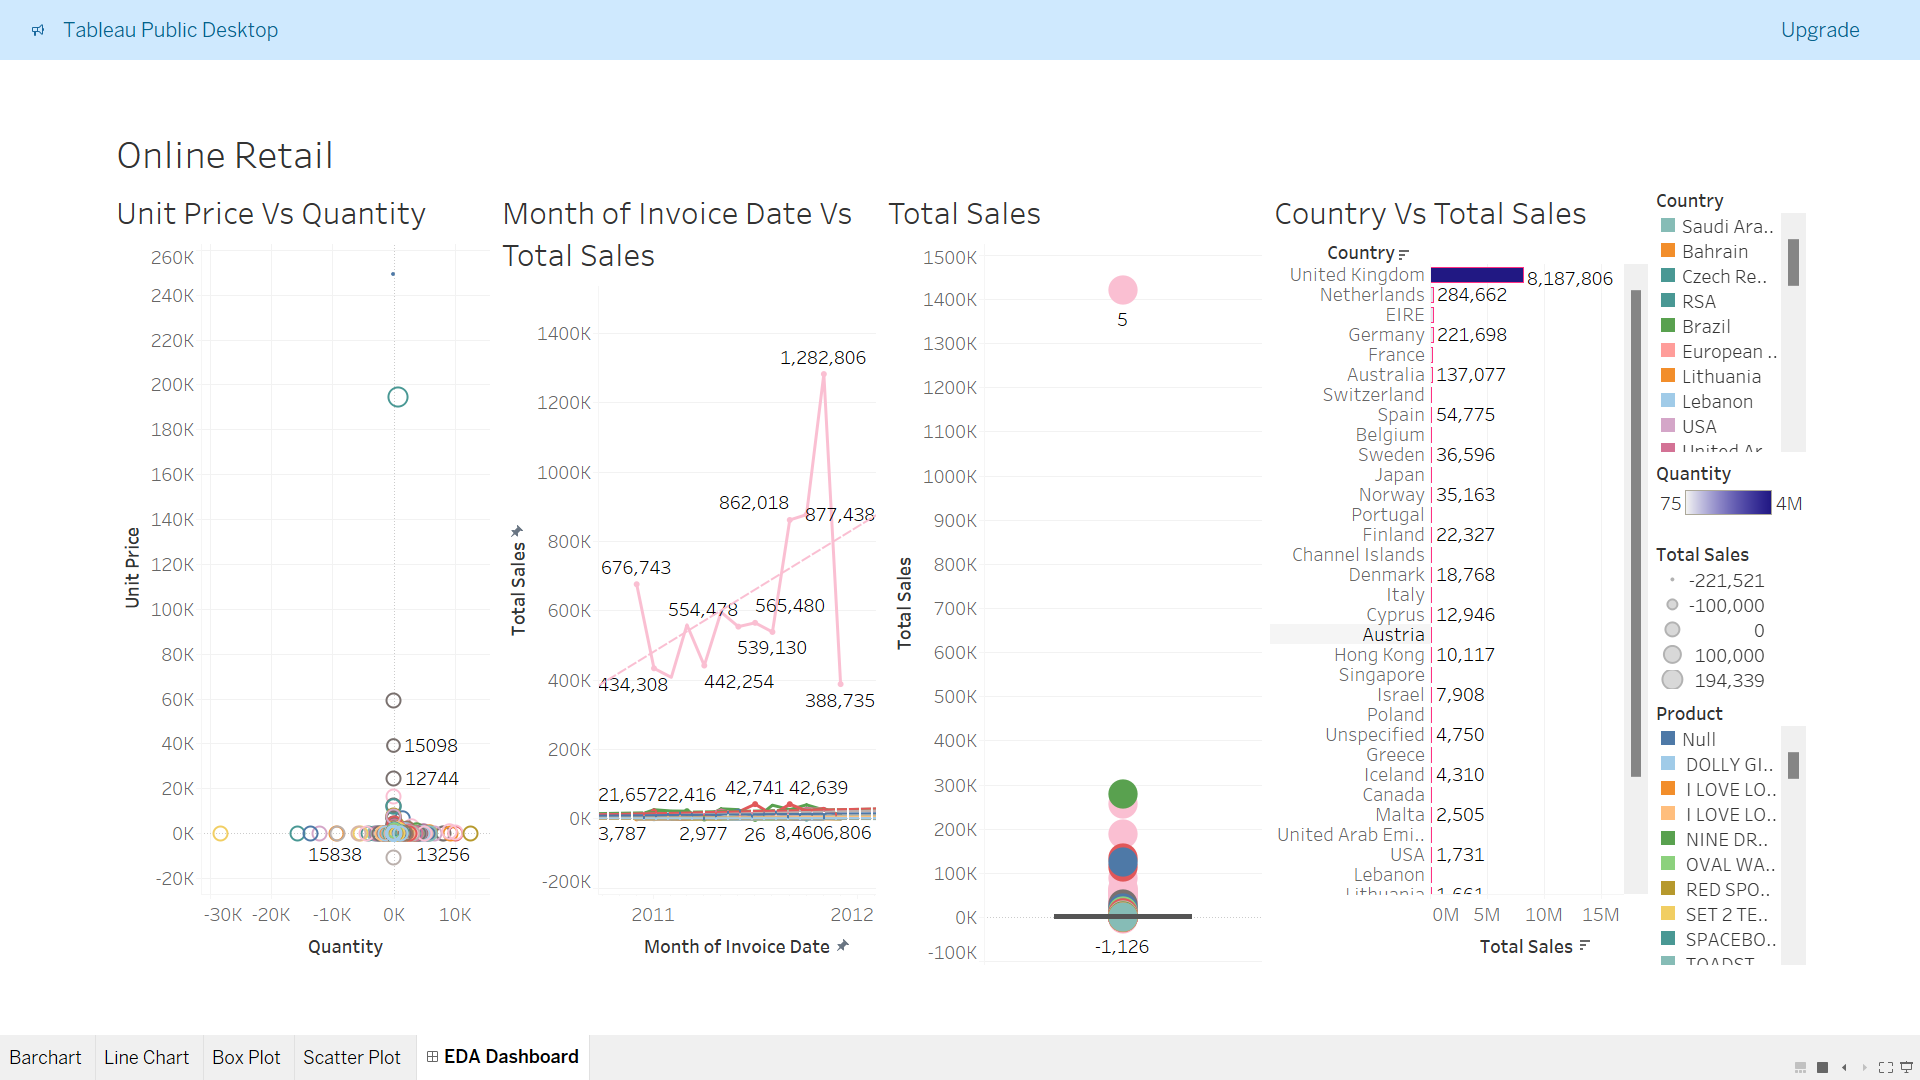 Tableau Public Desktop
Upgrade
Online Retail
Unit Price Vs Quantity
260K
240K
220K
200K
180K
160K
140K
120K
100K
80K
60K
40K
20K
0K
-20K
Unit Price
15098
12744
15838
13256
-30K -20K -10K 0K 10K
Quantity
Month of Invoice Date Vs
Total Sales
1400K
1200K
1000K
800K
600K
400K
200K
0K
-200K
Total Sales
1,282,806
862,018
877,438
676,743
554,478
565,480
539,130
434,308
442,254
388,735
21,657 22,416 42,741 42,639
3,787 2,977 26 8,460 6,806
2011 2012
Month of Invoice Date
Total Sales
1500K
1400K
1300K
1200K
1100K
1000K
900K
800K
700K
600K
500K
400K
300K
200K
100K
0K
-100K
Total Sales
5
-1,126
Country Vs Total Sales
Country
United Kingdom 8,187,806
Netherlands 284,662
EIRE
Germany 221,698
France
Australia 137,077
Switzerland
Spain 54,775
Belgium
Sweden 36,596
Japan
Norway 35,163
Portugal
Finland 22,327
Channel Islands
Denmark 18,768
Italy
Cyprus 12,946
Austria
Hong Kong 10,117
Singapore
Israel 7,908
Poland
Unspecified 4,750
Greece
Iceland 4,310
Canada
Malta 2,505
United Arab Emi..
USA 1,731
Lebanon
Lithuania 1,661
0M 5M 10M 15M
Total Sales
Country
Saudi Ara..
Bahrain
Czech Re..
RSA
Brazil
European ..
Lithuania
Lebanon
USA
United Ar..
Quantity
75 4M
Total Sales
-221,521
-100,000
0
100,000
194,339
Product
Null
DOLLY GI..
I LOVE LO..
I LOVE LO..
NINE DR..
OVAL WA..
RED SPO..
SET 2 TE..
SPACEBO..
TOADST..
Barchart
Line Chart
Box Plot
Scatter Plot
EDA Dashboard